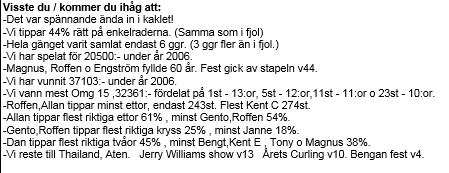 Visste du / kommer du ihåg att:
-Det var spännande ända in i kaklet!
-Vi tippar 44% rätt på enkelraderna. (Samma som i fjol)
-Hela gänget varit samlat endast 6 ggr. (3 ggr fler än i fjol.)
-Vi har spelat för 20500:- under år 2006.
-Magnus, Roffen o Engström fyllde 60 år. Fest gick av stapeln v44.
-Vi har vunnit 37103:- under år 2006.
-Vi vann mest Omg 15 ,32361:- fördelat på 1st - 13:or, 5st - 12:or,11st - 11:or o 23st - 10:or.
-Roffen,Allan tippar minst ettor, endast 243st. Flest Kent C 274st.
-Allan tippar flest riktiga ettor 61% , minst Gento,Roffen 54%.
-Gento,Roffen tippar flest riktiga kryss 25% , minst Janne 18%.
-Dan tippar flest riktiga tvåor 45% , minst Bengt,Kent E , Tony o Magnus 38%.
-Vi reste till Thailand, Aten. Jerry Williams show v13 Årets Curling v10. Bengan fest v4.